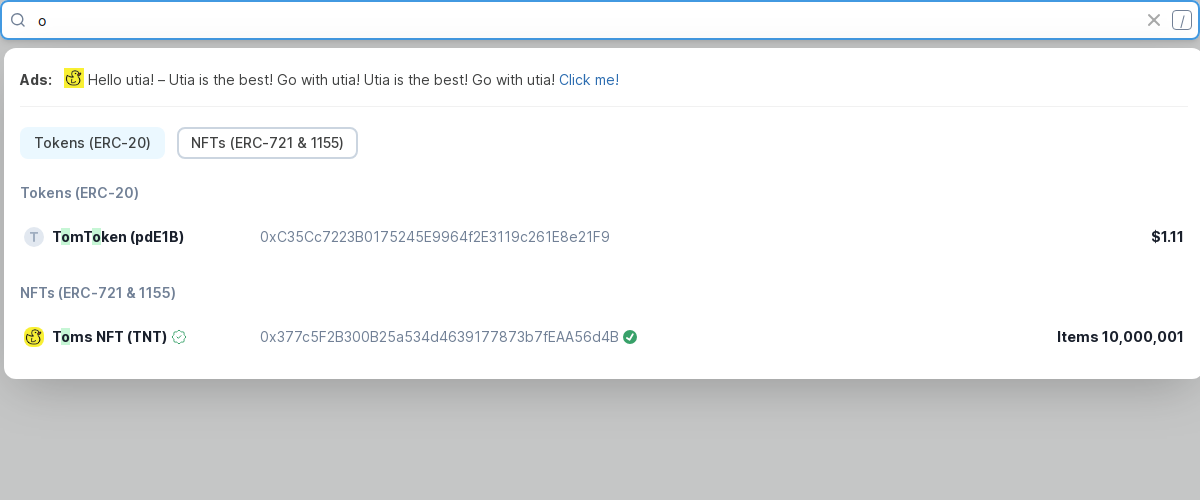 o /
Ads: Hello utia! – Utia is the best! Go with utia! Utia is the best! Go with utia! Click me!
Tokens (ERC-20) NFTs (ERC-721 & 1155)
Tokens (ERC-20)
T TomToken (pdE1B) 0xC35Cc7223B0175245E9964f2E3119c261E8e21F9 $1.11
NFTs (ERC-721 & 1155)
Toms NFT (TNT) 0x377c5F2B300B25a534d4639177873b7fEAA56d4B Items 10,000,001